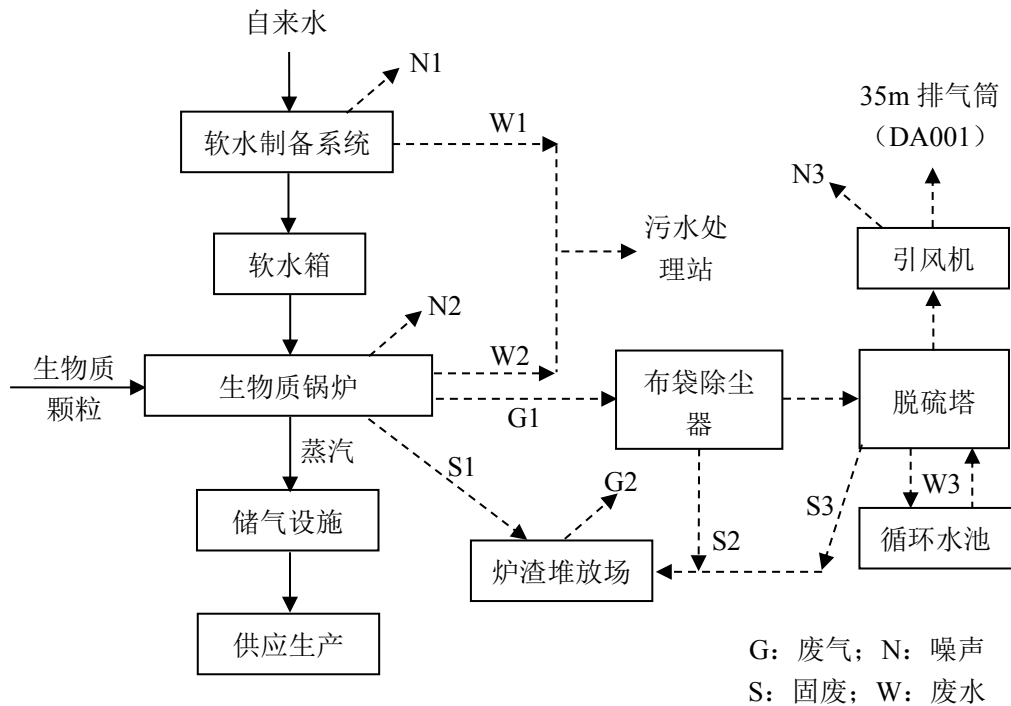 自来水
N1
35m 排气筒
（DA001）
软水制备系统
W1
N3
污水处
理站
软水箱
引风机
N2
生物质
颗粒
生物质锅炉
W2
G1
布袋除尘
器
脱硫塔
蒸汽
S1
G2
S2
S3
W3
储气设施
炉渣堆放场
循环水池
供应生产
G：废气；N：噪声
S：固废；W：废水